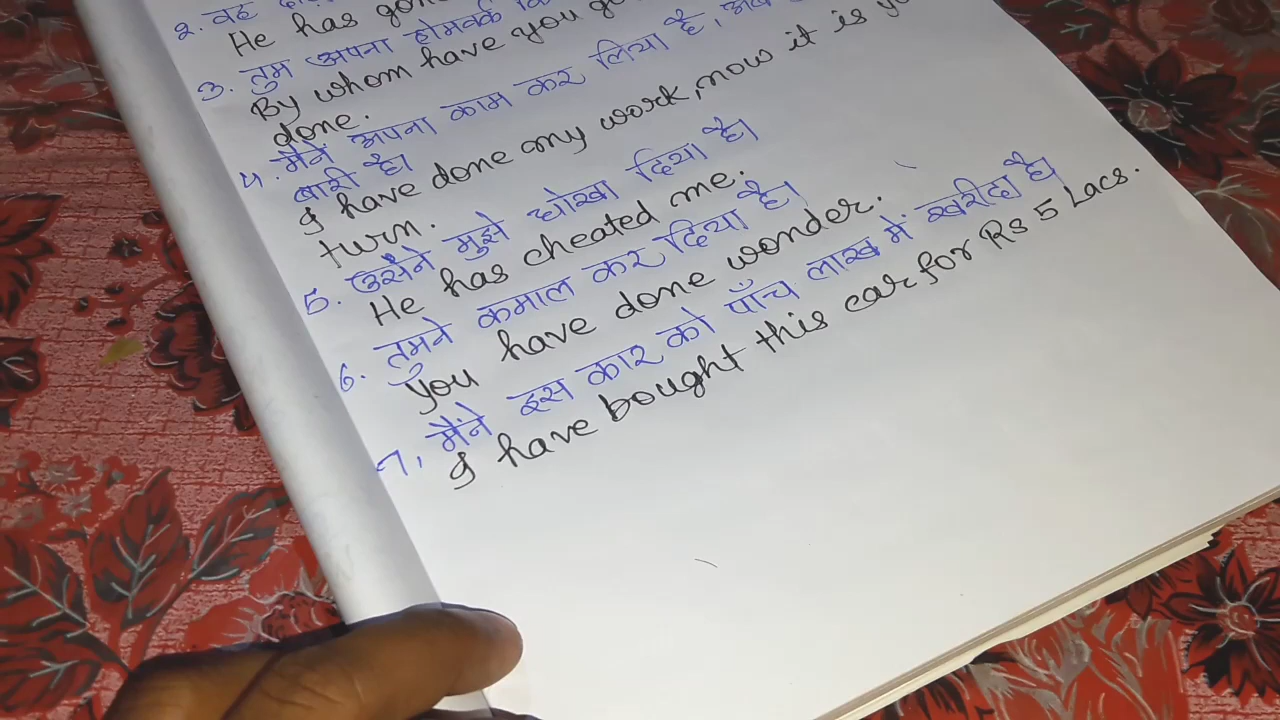 2. वह
He has gon
3. तुम अपना होमवर्क
By whom have you
done.
4. मैंने अपना काम कर लिया है, अब
बारी है।
I have done my work, now it is
turn.
5. उसने मुझे धोखा दिया है।
He has cheated me.
6. तुमने कमाल कर दिया है।
You have done wonder.
7. मैंने इस कार को पाँच लाख में खरीदा है।
I have bought this car for Rs 5 Lacs.